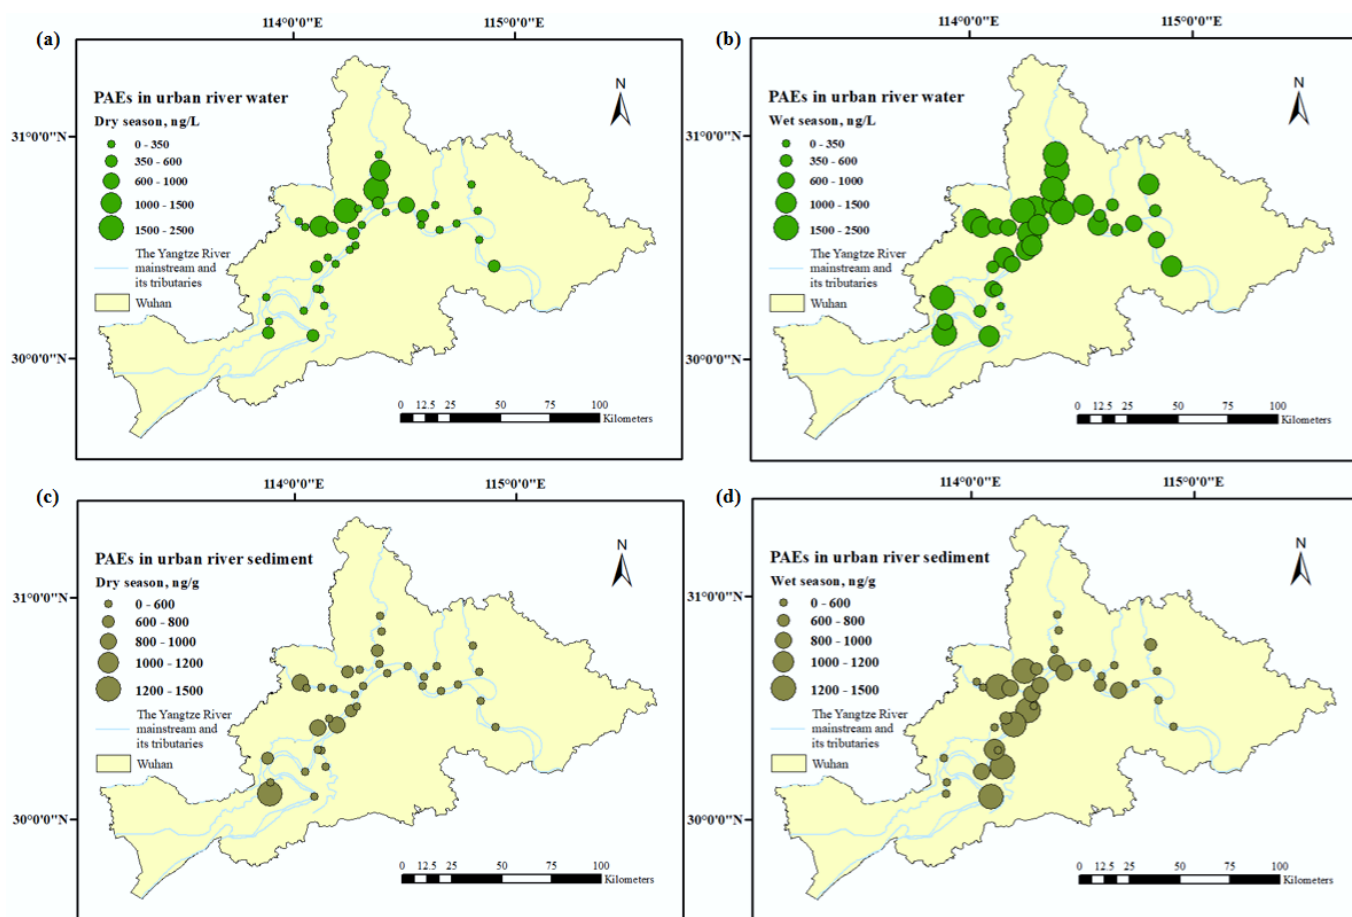 (a)
114°0'0"E
115°0'0"E
31°0'0"N
30°0'0"N
PAEs in urban river water
Dry season, ng/L
0 - 350
350 - 600
600 - 1000
1000 - 1500
1500 - 2500
The Yangtze River
mainstream and
its tributaries
Wuhan
N
0 12.5 25 50 75 100
Kilometers
(b)
114°0'0"E
115°0'0"E
31°0'0"N
30°0'0"N
PAEs in urban river water
Wet season, ng/L
0 - 350
350 - 600
600 - 1000
1000 - 1500
1500 - 2500
The Yangtze River
mainstream and
its tributaries
Wuhan
N
0 12.5 25 50 75 100
Kilometers
(c)
114°0'0"E
115°0'0"E
31°0'0"N
30°0'0"N
PAEs in urban river sediment
Dry season, ng/g
0 - 600
600 - 800
800 - 1000
1000 - 1200
1200 - 1500
The Yangtze River
mainstream and
its tributaries
Wuhan
N
0 12.5 25 50 75 100
Kilometers
(d)
114°0'0"E
115°0'0"E
31°0'0"N
30°0'0"N
PAEs in urban river sediment
Wet season, ng/g
0 - 600
600 - 800
800 - 1000
1000 - 1200
1200 - 1500
The Yangtze River
mainstream and
its tributaries
Wuhan
N
0 12.5 25 50 75 100
Kilometers